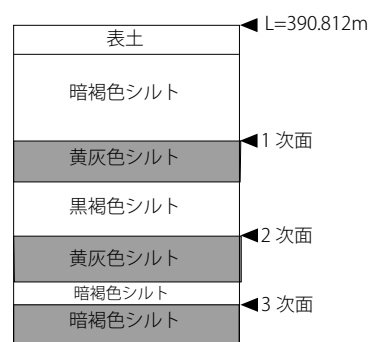 ◀ L=390.812m
表土
暗褐色シルト
◀1 次面
黄灰色シルト
黒褐色シルト
◀2 次面
黄灰色シルト
暗褐色シルト
◀3 次面
暗褐色シルト